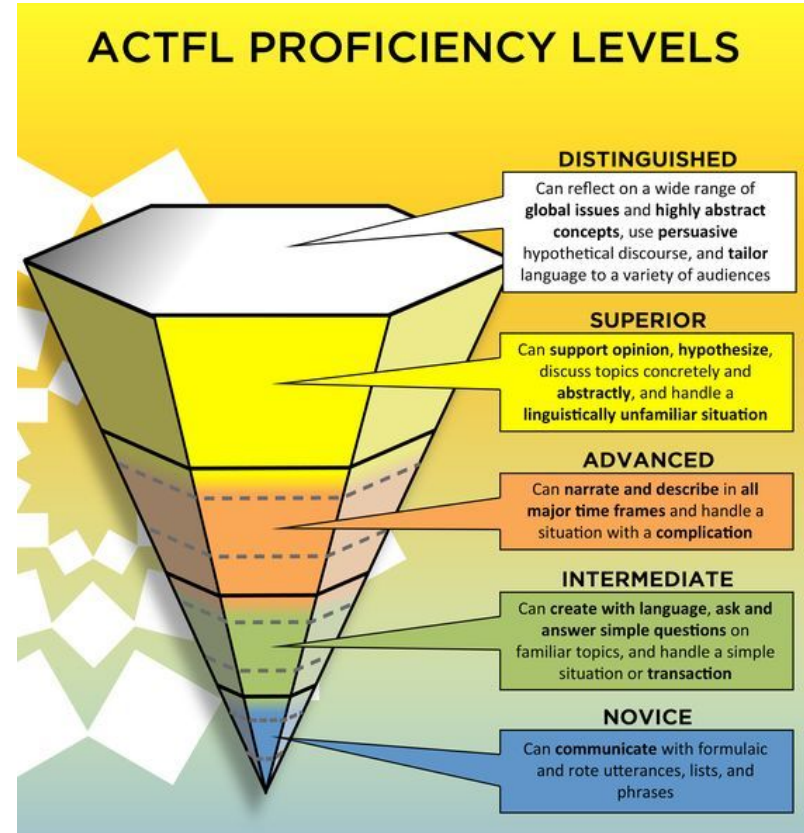 ACTFL PROFICIENCY LEVELS
DISTINGUISHED
Can reflect on a wide range of
global issues and highly abstract
concepts, use persuasive
hypothetical discourse, and tailor
language to a variety of audiences
SUPERIOR
Can support opinion, hypothesize,
discuss topics concretely and
abstractly, and handle a
linguistically unfamiliar situation
ADVANCED
Can narrate and describe in all
major time frames and handle a
situation with a complication
INTERMEDIATE
Can create with language, ask and
answer simple questions on
familiar topics, and handle a simple
situation or transaction
NOVICE
Can communicate with formulaic
and rote utterances, lists, and
phrases